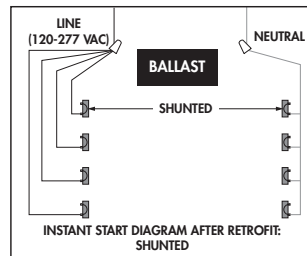 LINE
(120-277 VAC)
NEUTRAL
BALLAST
SHUNTED
INSTANT START DIAGRAM AFTER RETROFIT:
SHUNTED